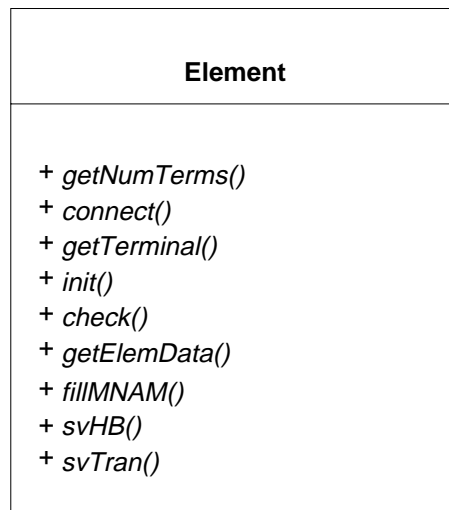 Element
+ getNumTerms()
+ connect()
+ getTerminal()
+ init()
+ check()
+ getElemData()
+ fillMNAM()
+ svHB()
+ svTran()